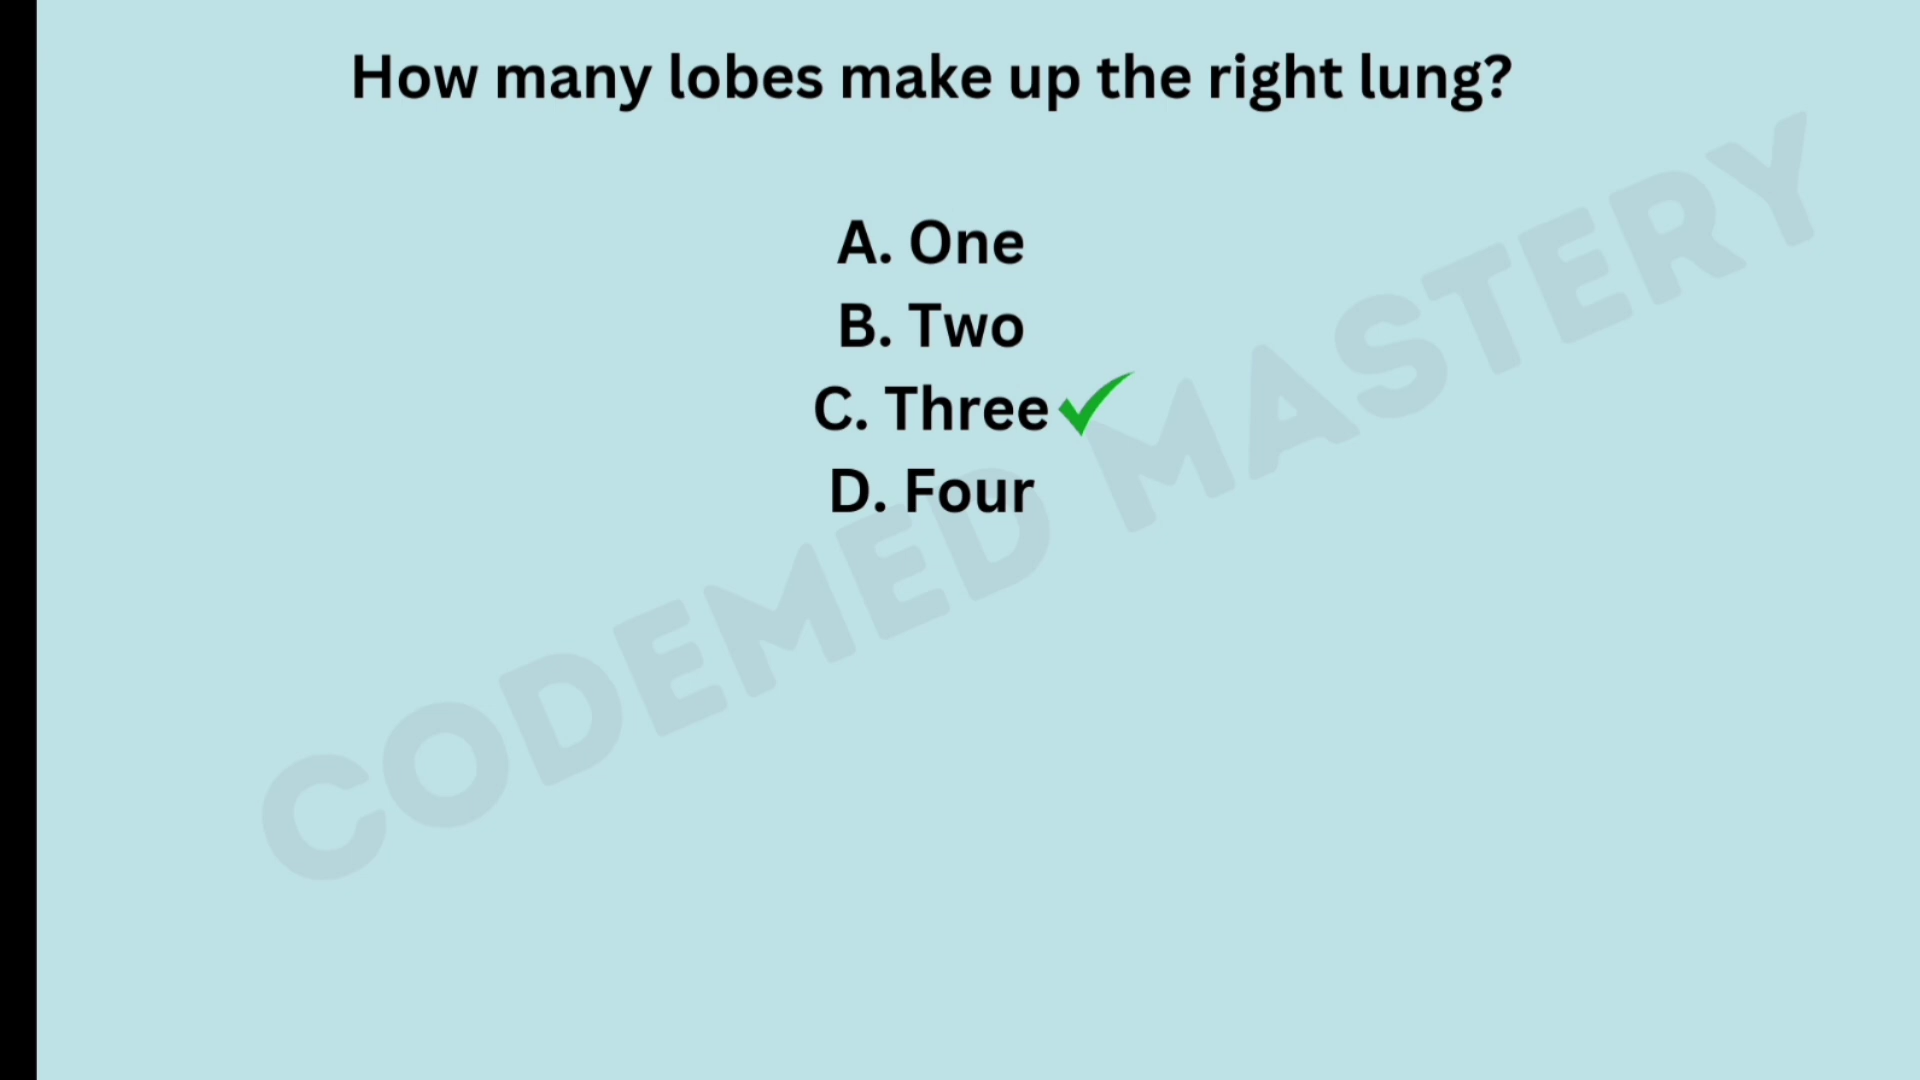 How many lobes make up the right lung?
A. One
B. Two
C. Three
D. Four
CODEMED MASTERY